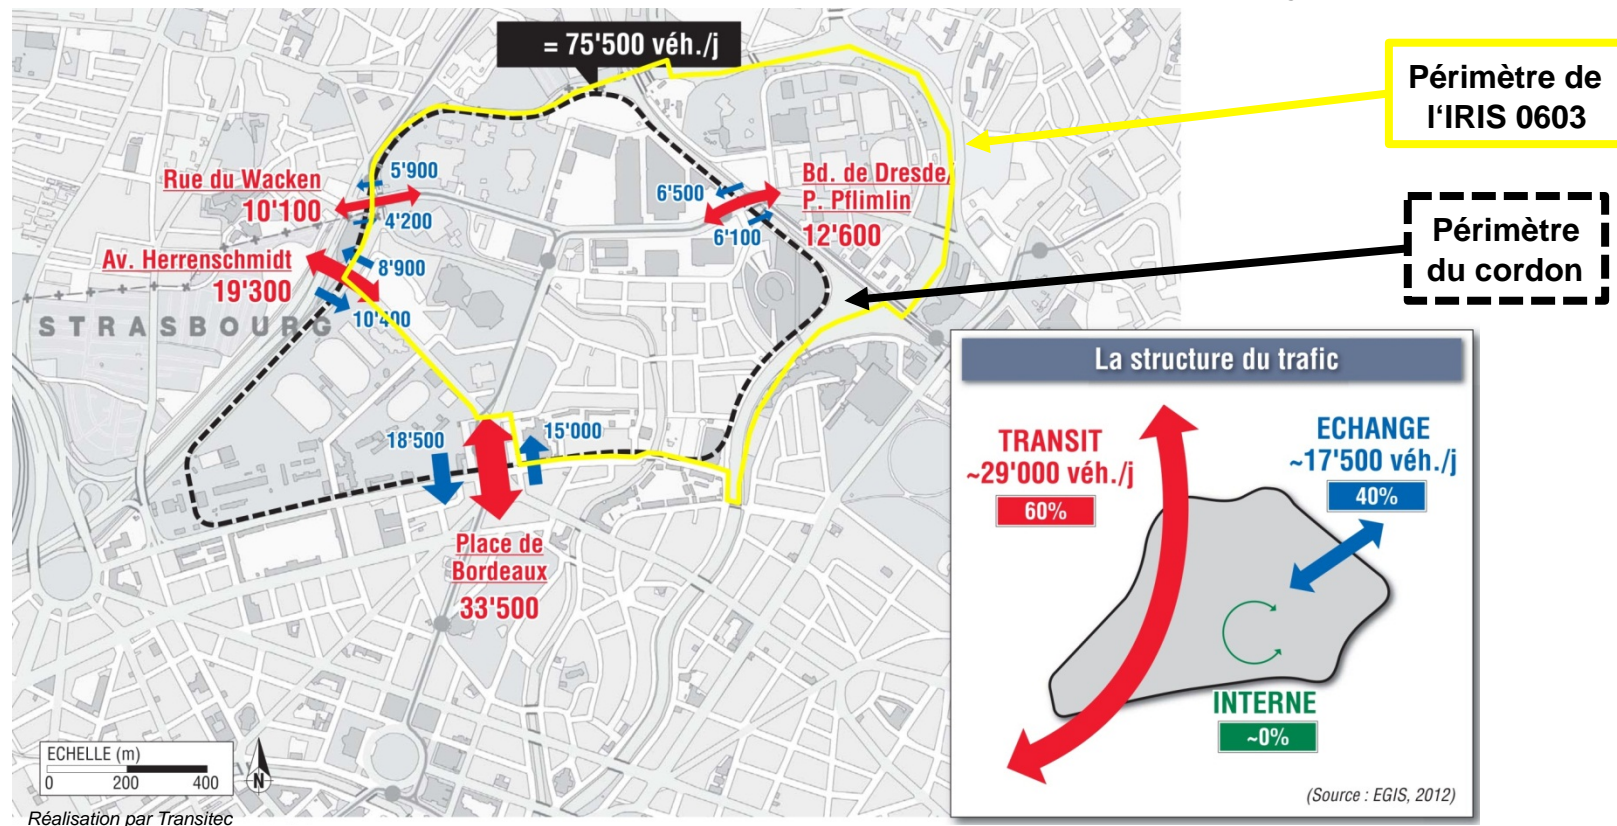 = 75'500 véh./j
Périmètre de
l‘IRIS 0603
Rue du Wacken
10'100
5'900
4'200
6'500
6'100
Bd. de Dresde/
P. Pflimlin
12'600
Périmètre
du cordon
Av. Herrenschmidt
19'300
8'900
10'400
STRASBOURG
18'500
15'000
Place de
Bordeaux
33'500
La structure du trafic
TRANSIT
~29'000 véh./j
60%
ECHANGE
~17'500 véh./j
40%
INTERNE
~0%
(Source : EGIS, 2012)
ECHELLE (m)
0 200 400
N
Réalisation par Transitec